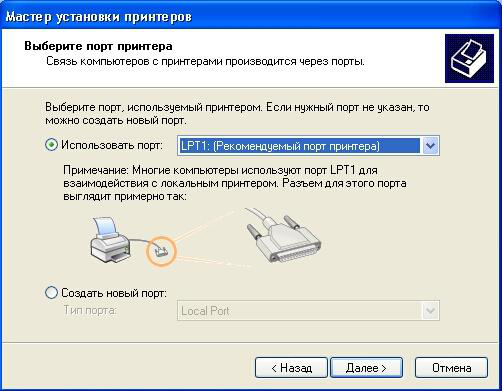 Мастер установки принтеров
Выберите порт принтера
Связь компьютеров с принтерами производится через порты.
Выберите порт, используемый принтером. Если нужный порт не указан, то
можно создать новый порт.
Использовать порт: LPT1: (Рекомендуемый порт принтера)
Примечание: Многие компьютеры используют порт LPT1 для
взаимодействия с локальным принтером. Разъем для этого порта
выглядит примерно так:
Создать новый порт:
Тип порта: Local Port
< Назад Далее > Отмена